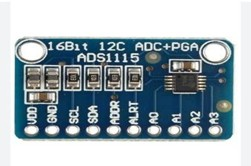 16Bit I2C ADC+PGA
ADS1115
VDD GND SCL SDA ADDR ALRT A0 A1 A2 A3